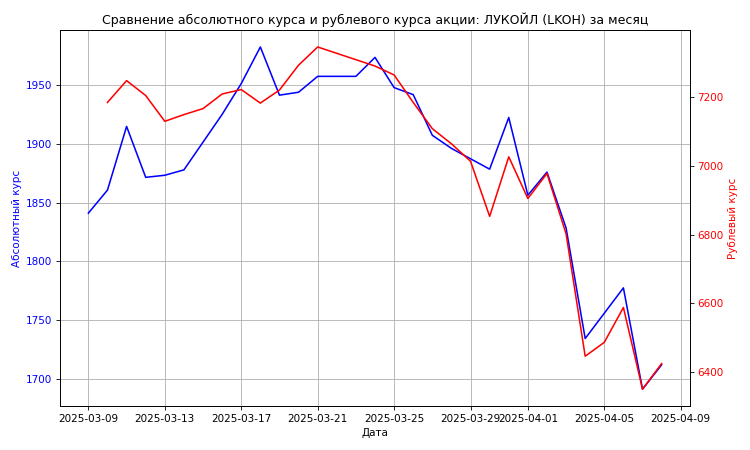 Сравнение абсолютного курса и рублевого курса акции: ЛУКОЙЛ (LKOH) за месяц
Абсолютный курс
1950
1900
1850
1800
1750
1700
7200
7000
6800
6600
6400
Рублевый курс
2025-03-09 2025-03-13 2025-03-17 2025-03-21 2025-03-25 2025-03-29 2025-04-01 2025-04-05 2025-04-09
Дата